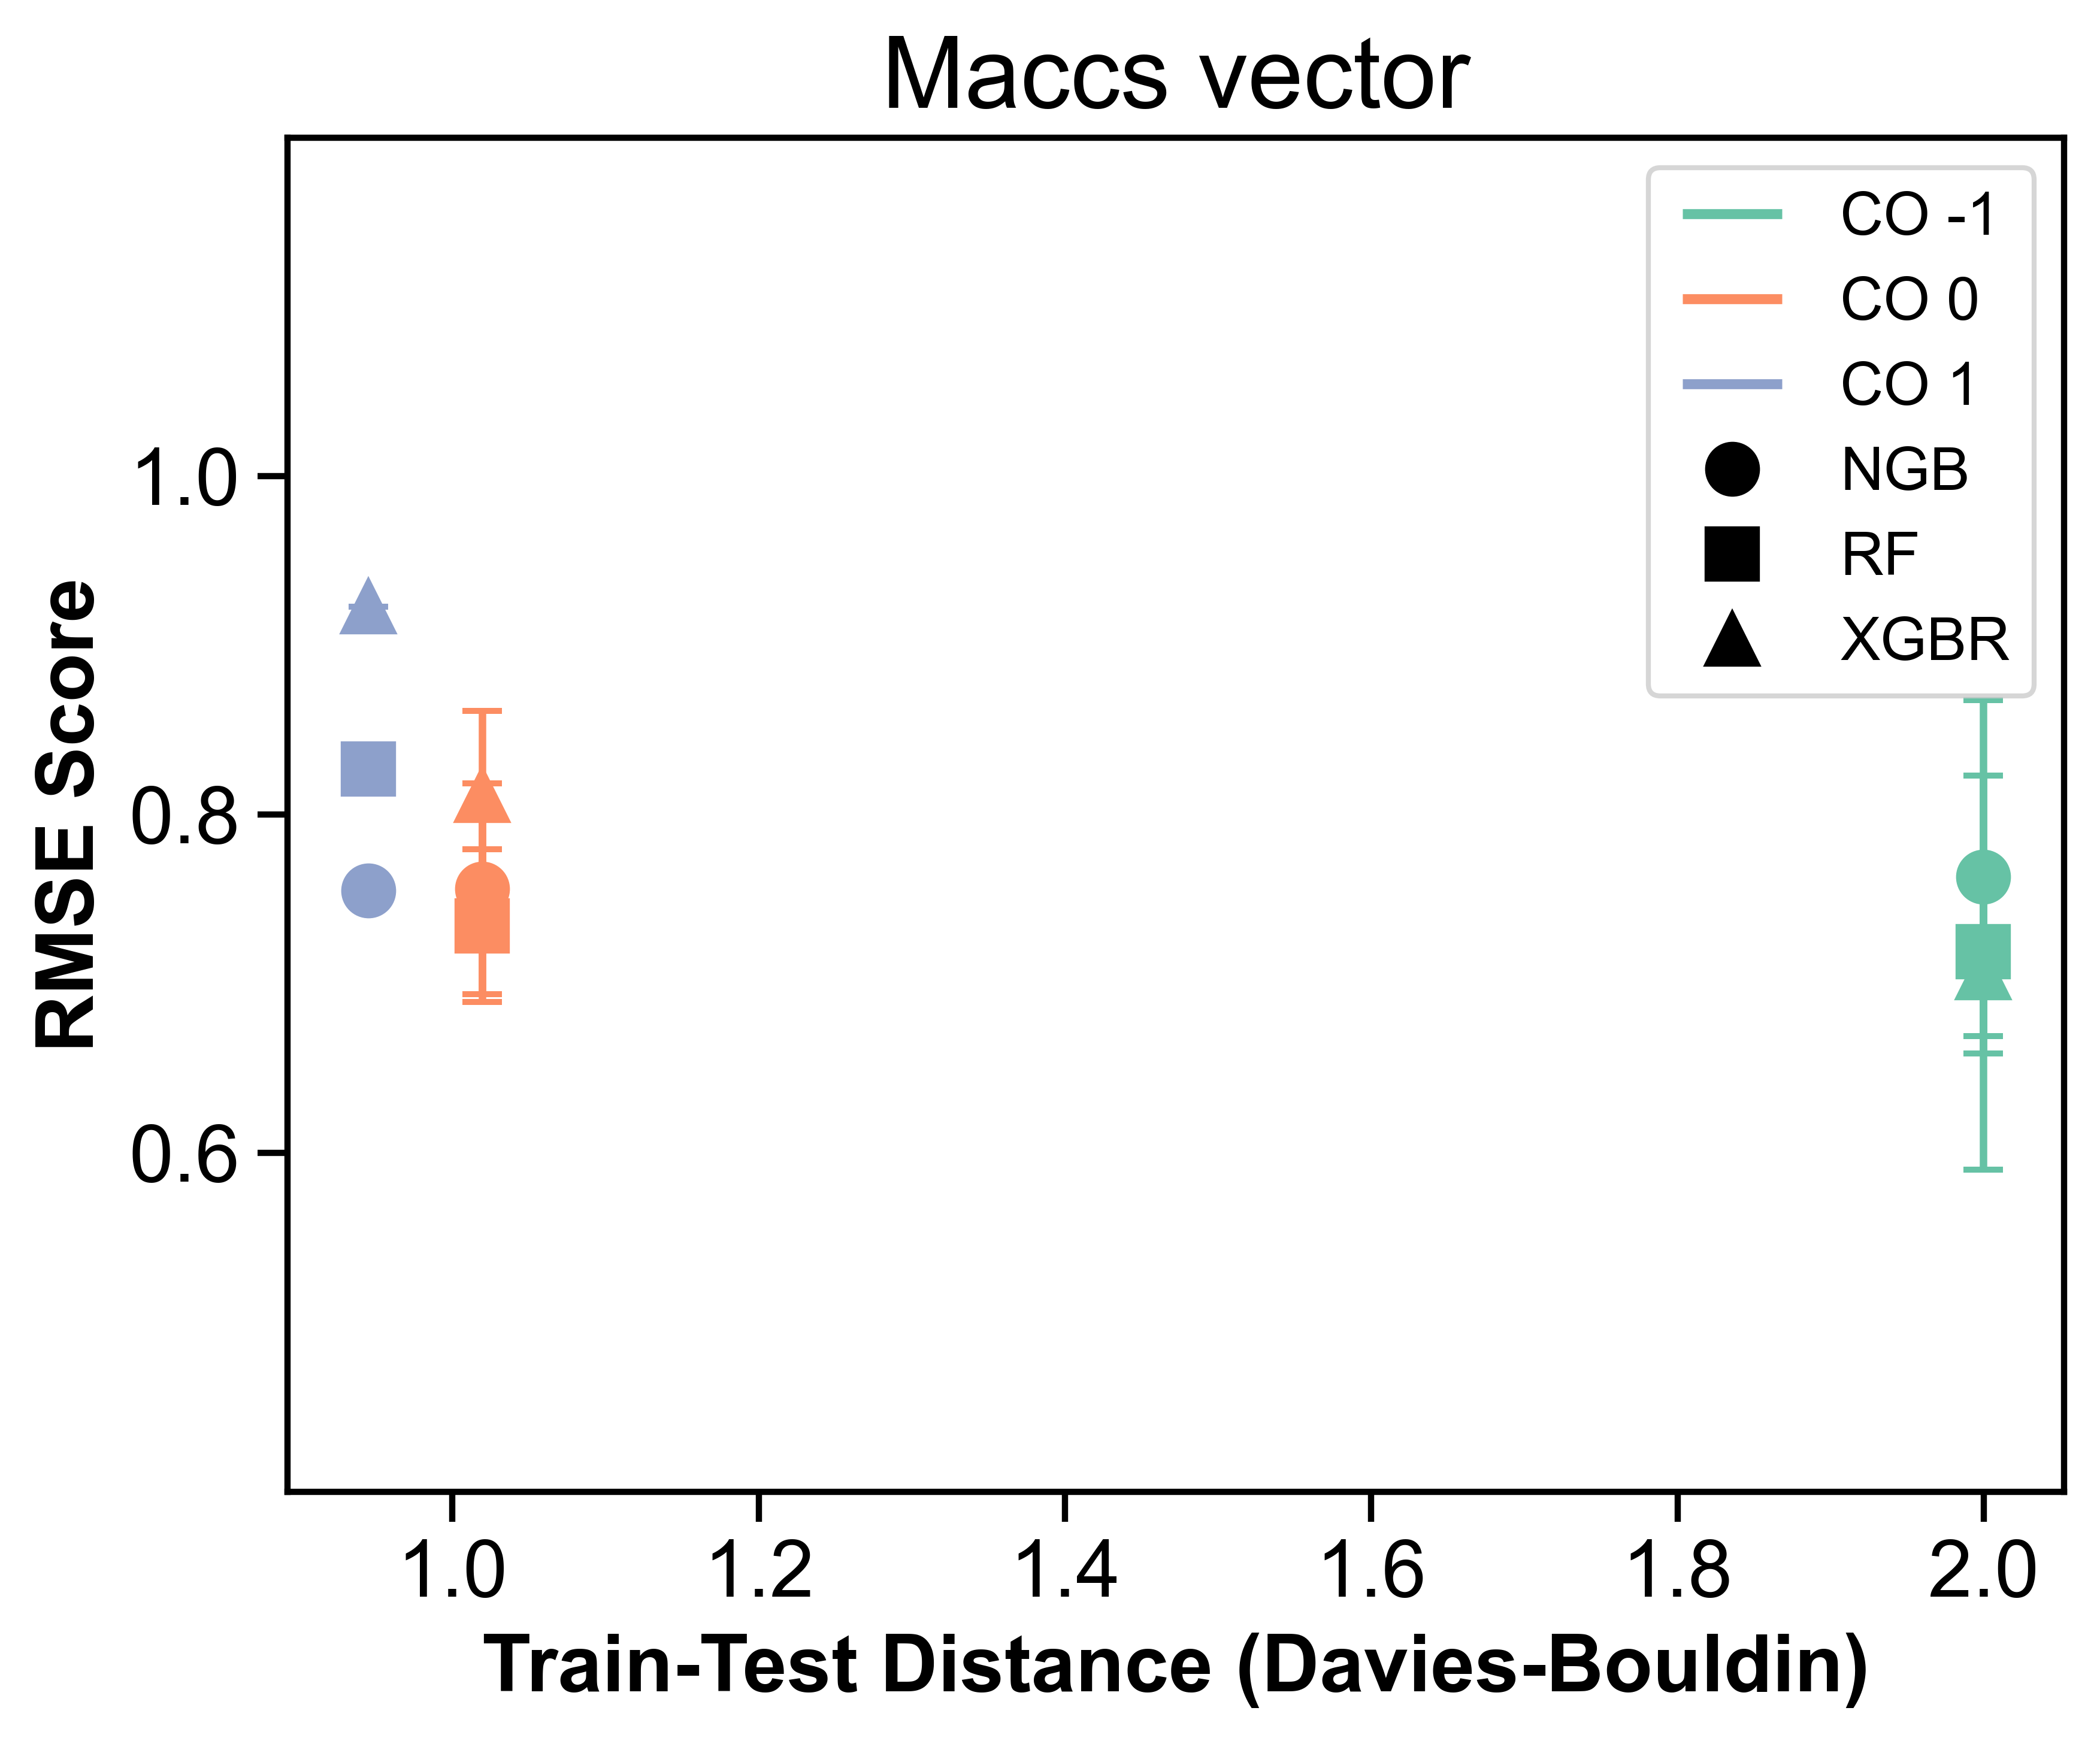 Maccs vector
CO -1
CO 0
CO 1
NGB
RF
XGBR
RMSE Score
1.0
0.8
0.6
1.0 1.2 1.4 1.6 1.8 2.0
Train-Test Distance (Davies-Bouldin)